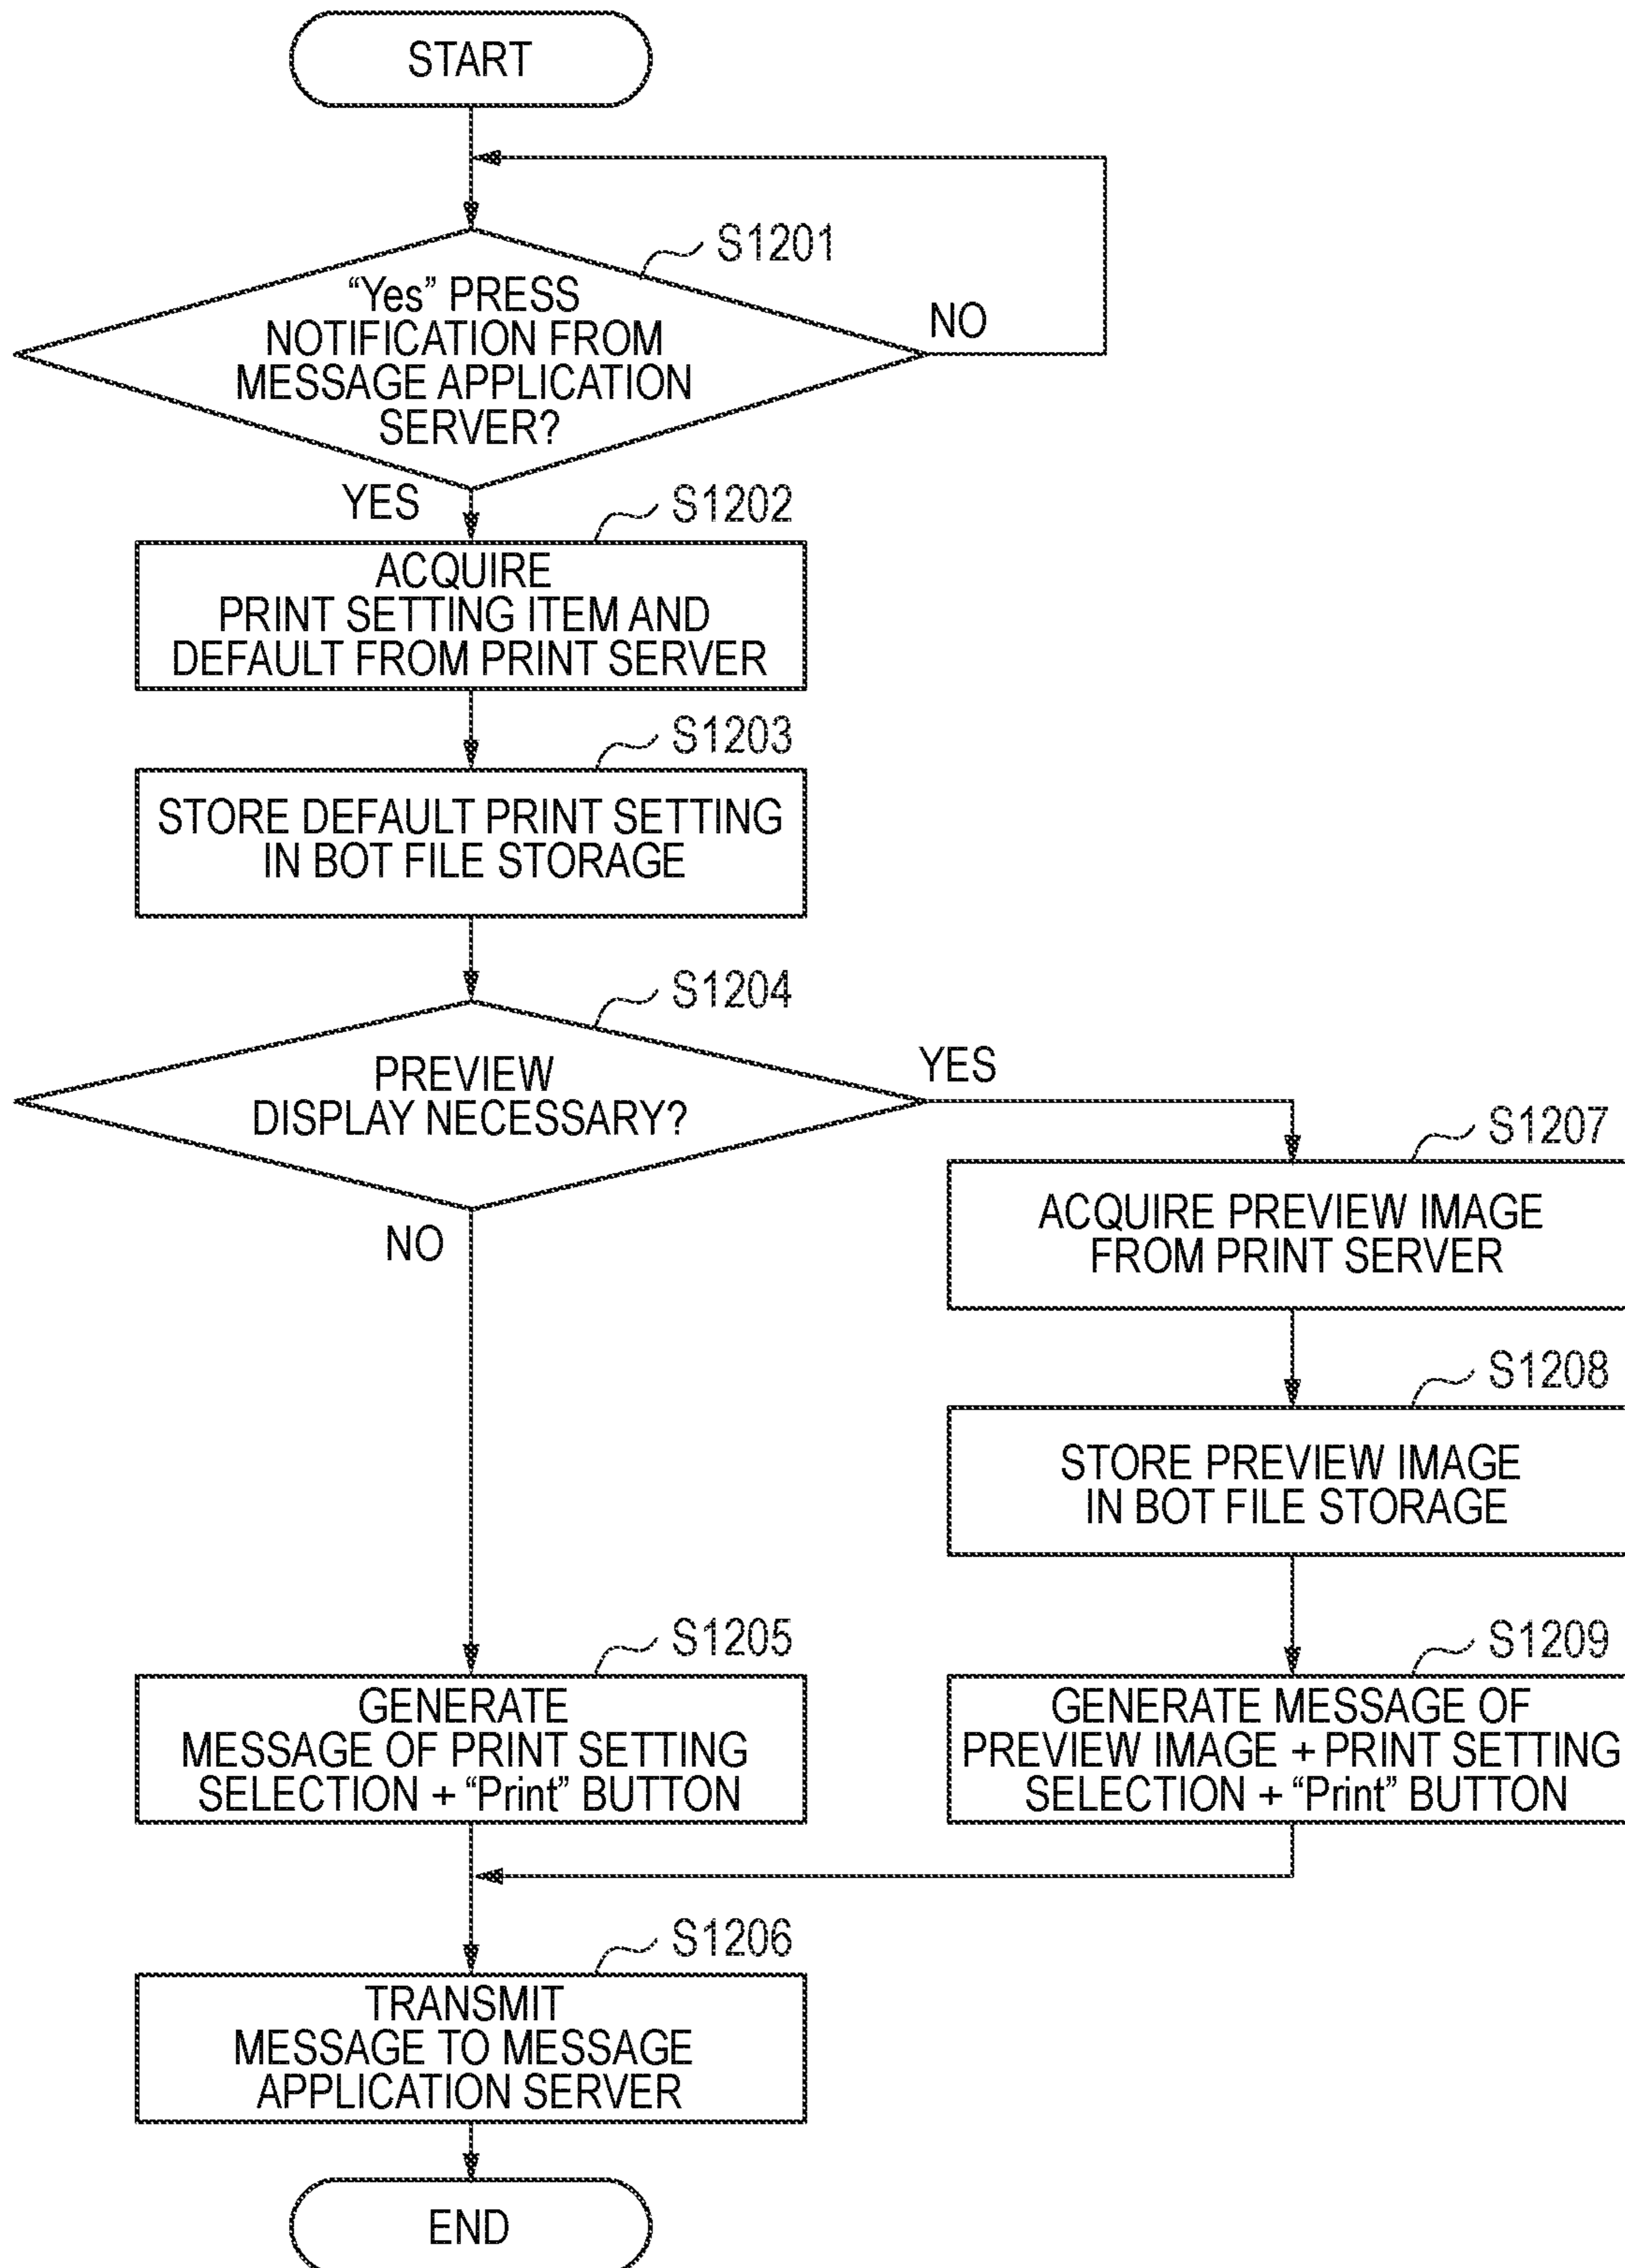 START
S1201
“Yes” PRESS
NOTIFICATION FROM
MESSAGE APPLICATION
SERVER?
NO
YES
S1202
ACQUIRE
PRINT SETTING ITEM AND
DEFAULT FROM PRINT SERVER
S1203
STORE DEFAULT PRINT SETTING
IN BOT FILE STORAGE
S1204
PREVIEW
DISPLAY NECESSARY?
YES
NO
S1207
ACQUIRE PREVIEW IMAGE
FROM PRINT SERVER
S1208
STORE PREVIEW IMAGE
IN BOT FILE STORAGE
S1205
GENERATE
MESSAGE OF PRINT SETTING
SELECTION + “Print” BUTTON
S1209
GENERATE MESSAGE OF
PREVIEW IMAGE + PRINT SETTING
SELECTION + “Print” BUTTON
S1206
TRANSMIT
MESSAGE TO MESSAGE
APPLICATION SERVER
END